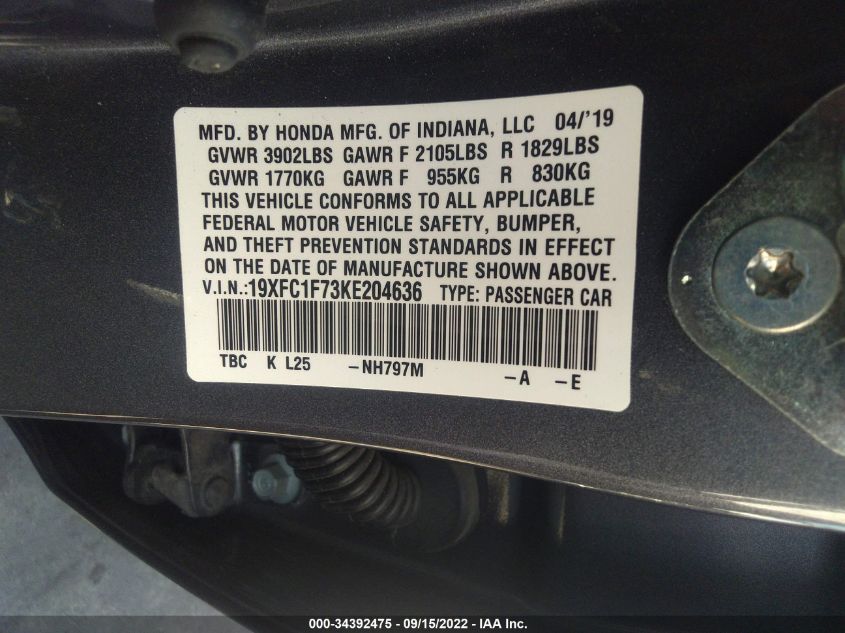 MFD. BY HONDA MFG. OF INDIANA, LLC 04/'19
GVWR 3902LBS GAWR F 2105LBS R 1829LBS
GVWR 1770KG GAWR F 955KG R 830KG
THIS VEHICLE CONFORMS TO ALL APPLICABLE
FEDERAL MOTOR VEHICLE SAFETY, BUMPER,
AND THEFT PREVENTION STANDARDS IN EFFECT
ON THE DATE OF MANUFACTURE SHOWN ABOVE.
V.I.N.:19XFC1F73KE204636 TYPE: PASSENGER CAR
TBC K L25 -NH797M -A -E
000-34392475 - 09/15/2022 - IAA Inc.